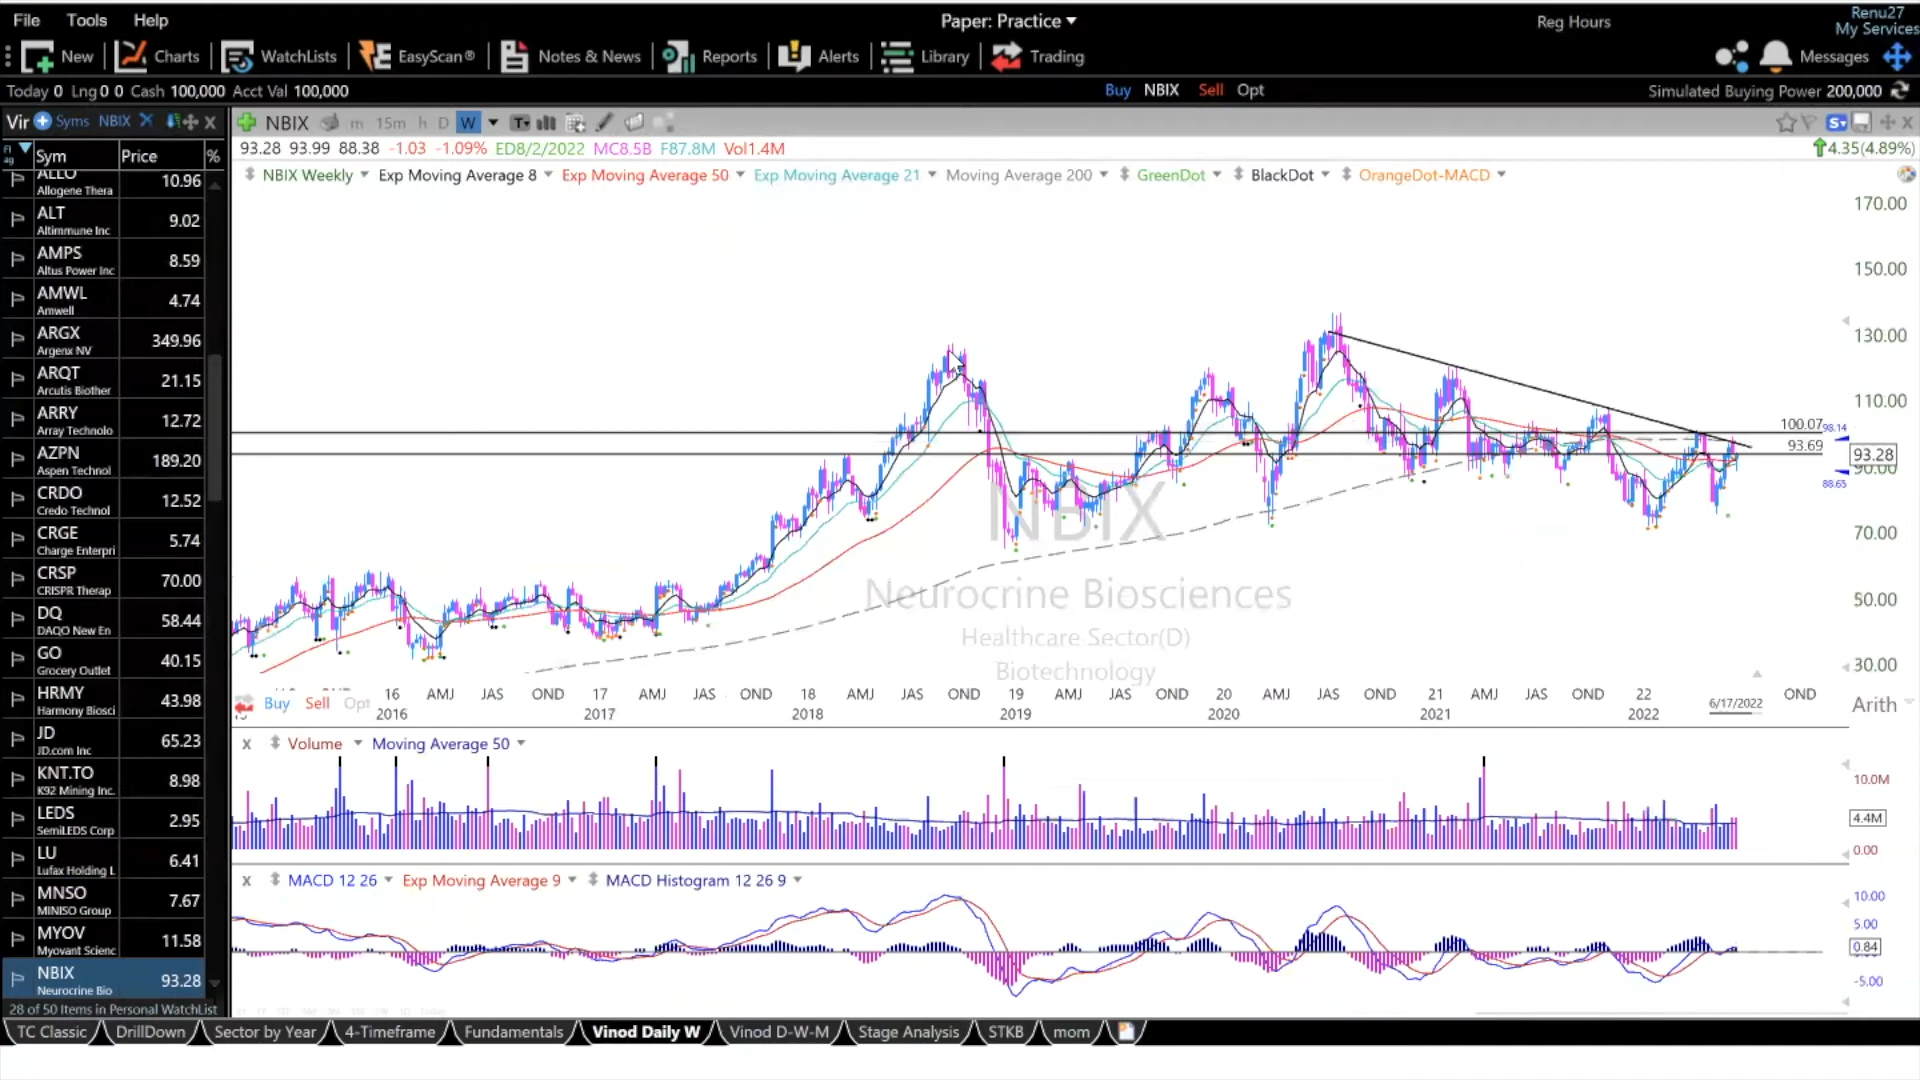 File Tools Help Paper: Practice Reg Hours Renu27
My Services
New Charts WatchLists EasyScan® Notes & News Reports Alerts Library Trading Messages
Today 0 Lng 0 0 Cash 100,000 Acct Val 100,000 Buy NBIX Sell Opt Simulated Buying Power 200,000
Vir Syms NBIX X X
NBIX m 15m h D W
93.28 93.99 88.38 -1.03 -1.09% ED8/2/2022 MC8.5B F87.8M Vol1.4M 4.35(4.89%)
NBIX Weekly Exp Moving Average 8 Exp Moving Average 50 Exp Moving Average 21 Moving Average 200 GreenDot BlackDot OrangeDot-MACD
Flag Sym Price %
ALLO 10.96
Allogene Thera
ALT 9.02
Altimmune Inc
AMPS 8.59
Altus Power Inc
AMWL 4.74
Amwell
ARGX 349.96
Argenx NV
ARQT 21.15
Arcutis Biother
ARRY 12.72
Array Technolo
AZPN 189.20
Aspen Technol
CRDO 12.52
Credo Technol
CRGE 5.74
Charge Enterpri
CRSP 70.00
CRISPR Therap
DQ 58.44
DAQO New En
GO 40.15
Grocery Outlet
HRMY 43.98
Harmony Biosci
JD 65.23
JD.com Inc
KNT.TO 8.98
K92 Mining Inc.
LEDS 2.95
SemiLEDS Corp
LU 6.41
Lufax Holding L
MNSO 7.67
MINISO Group
MYOV 11.58
Myovant Scienc
NBIX 93.28
Neurocrine Bio
28 of 50 Items in Personal WatchList
170.00
150.00
130.00
110.00
100.07 98.14
93.69
93.28
90.00
88.65
70.00
50.00
30.00
NBIX
Neurocrine Biosciences
Healthcare Sector(D)
Biotechnology
16 AMJ JAS OND 17 AMJ JAS OND 18 AMJ JAS OND 19 AMJ JAS OND 20 AMJ JAS OND 21 AMJ JAS OND 22 OND
2016 2017 2018 2019 2020 2021 2022 6/17/2022
Buy Sell Opt Arith
X Volume Moving Average 50
10.0M
4.4M
0.00
X MACD 12 26 Exp Moving Average 9 MACD Histogram 12 26 9
10.00
5.00
0.84
-5.00
TC Classic DrillDown Sector by Year 4-Timeframe Fundamentals Vinod Daily W Vinod D-W-M Stage Analysis STKB mom